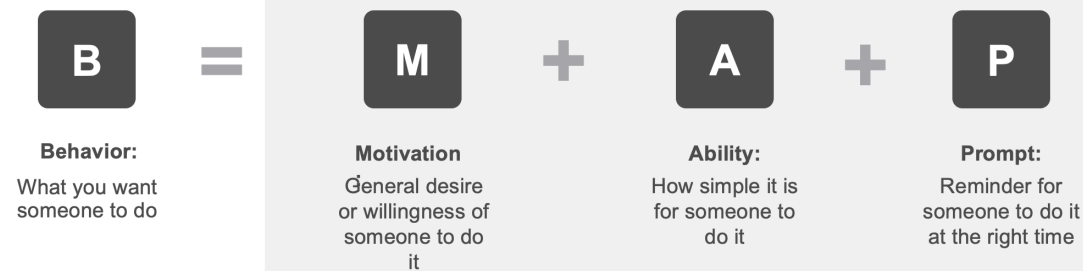 B
=
M
+
A
+
P
Behavior:
What you want
someone to do
Motivation
:
General desire
or willingness of
someone to do
it
Ability:
How simple it is
for someone to
do it
Prompt:
Reminder for
someone to do it
at the right time